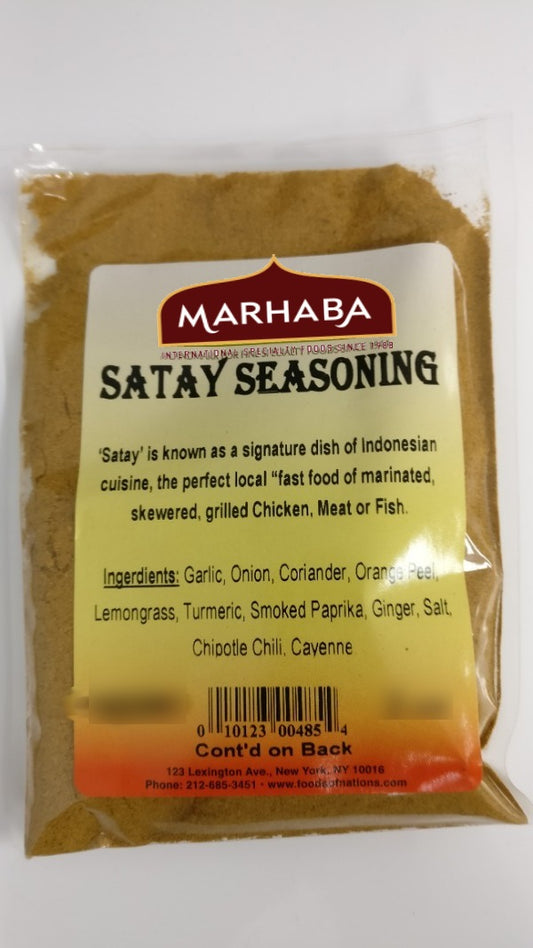 MARHABA
INTERNATIONAL SPECIALTY FOODS SINCE 1988
SATAY SEASONING
'Satay' is known as a signature dish of Indonesian
cuisine, the perfect local “fast food of marinated,
skewered, grilled Chicken, Meat or Fish.
Ingerdients: Garlic, Onion, Coriander, Orange Peel,
Lemongrass, Turmeric, Smoked Paprika, Ginger, Salt,
Chipotle Chili, Cayenne
0 10123 00485 4
Cont'd on Back
123 Lexington Ave., New York, NY 10016
Phone: 212-685-3451 · www.foodsofnations.com